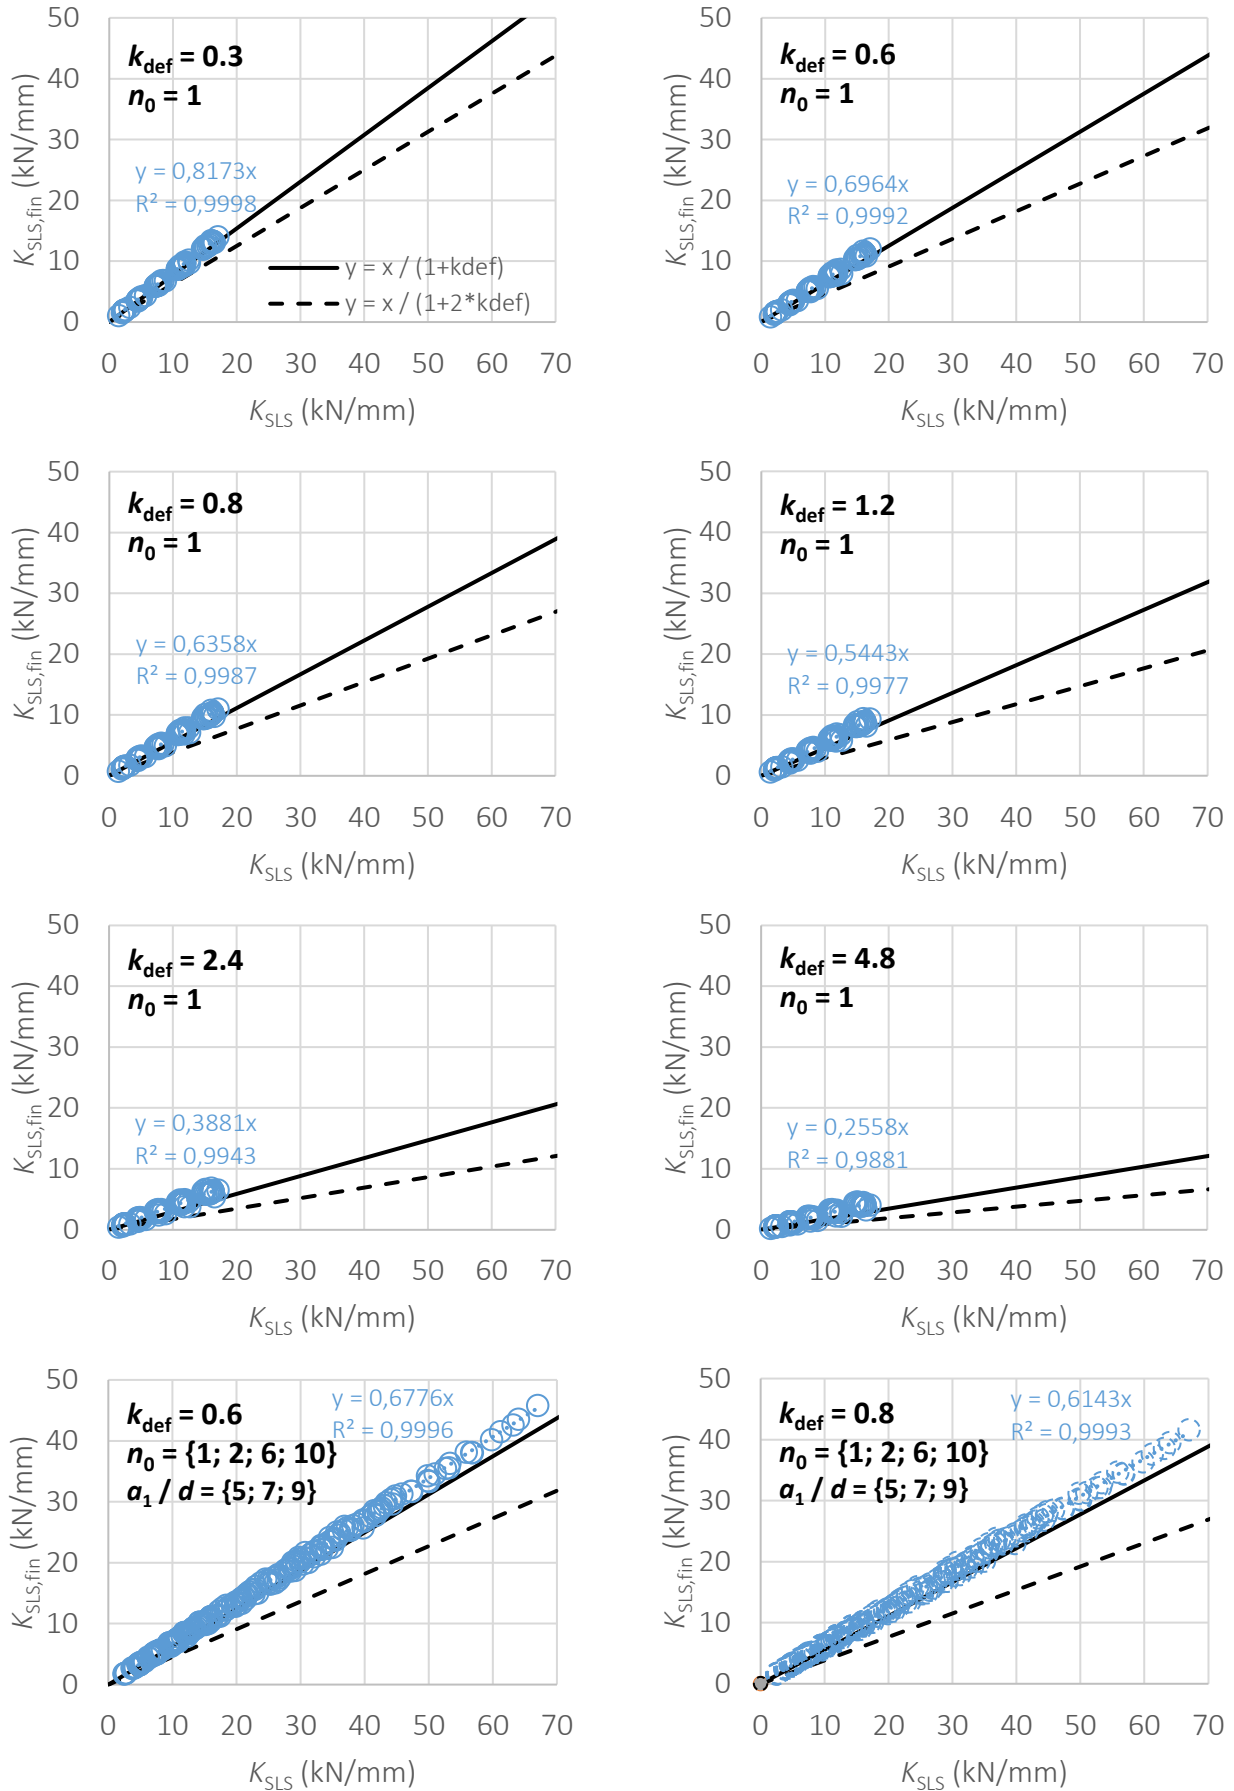 50
40
30
20
10
0
K_SLS,fin (kN/mm)
k_def = 0.3
n_0 = 1
y = 0,8173x
R² = 0,9998
y = x / (1+kdef)
y = x / (1+2*kdef)
0 10 20 30 40 50 60 70
K_SLS (kN/mm)
50
40
30
20
10
0
K_SLS,fin (kN/mm)
k_def = 0.6
n_0 = 1
y = 0,6964x
R² = 0,9992
0 10 20 30 40 50 60 70
K_SLS (kN/mm)
50
40
30
20
10
0
K_SLS,fin (kN/mm)
k_def = 0.8
n_0 = 1
y = 0,6358x
R² = 0,9987
0 10 20 30 40 50 60 70
K_SLS (kN/mm)
50
40
30
20
10
0
K_SLS,fin (kN/mm)
k_def = 1.2
n_0 = 1
y = 0,5443x
R² = 0,9977
0 10 20 30 40 50 60 70
K_SLS (kN/mm)
50
40
30
20
10
0
K_SLS,fin (kN/mm)
k_def = 2.4
n_0 = 1
y = 0,3881x
R² = 0,9943
0 10 20 30 40 50 60 70
K_SLS (kN/mm)
50
40
30
20
10
0
K_SLS,fin (kN/mm)
k_def = 4.8
n_0 = 1
y = 0,2558x
R² = 0,9881
0 10 20 30 40 50 60 70
K_SLS (kN/mm)
50
40
30
20
10
0
K_SLS,fin (kN/mm)
k_def = 0.6
n_0 = {1; 2; 6; 10}
a_1 / d = {5; 7; 9}
y = 0,6776x
R² = 0,9996
0 10 20 30 40 50 60 70
K_SLS (kN/mm)
50
40
30
20
10
0
K_SLS,fin (kN/mm)
k_def = 0.8
n_0 = {1; 2; 6; 10}
a_1 / d = {5; 7; 9}
y = 0,6143x
R² = 0,9993
0 10 20 30 40 50 60 70
K_SLS (kN/mm)